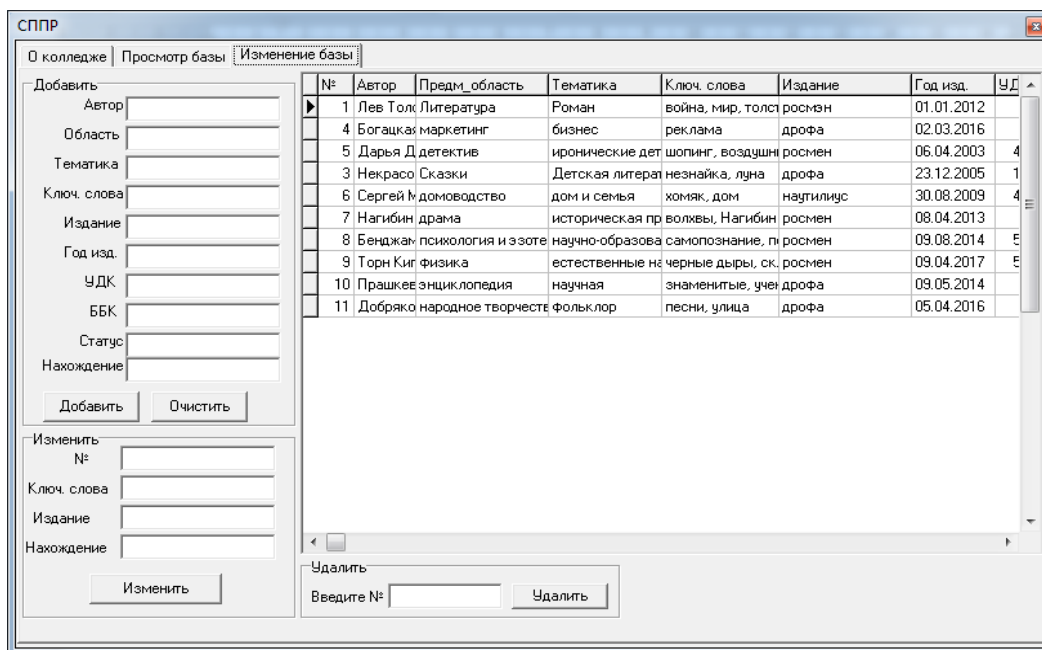 СППР
О колледже Просмотр базы Изменение базы
Добавить
Автор
Область
Тематика
Ключ. слова
Издание
Год изд.
УДК
ББК
Статус
Нахождение
Добавить Очистить
Изменить
№
Ключ. слова
Издание
Нахождение
Изменить
№ Автор Предм_область Тематика Ключ. слова Издание Год изд. УД
1 Лев Толс Литература Роман война, мир, толст росмэн 01.01.2012
4 Богацкая маркетинг бизнес реклама дрофа 02.03.2016
5 Дарья Д детектив иронические дет шопинг, воздушн росмен 06.04.2003 4
3 Некрасо Сказки Детская литерат незнайка, луна дрофа 23.12.2005 1
6 Сергей М домоводство дом и семья хомяк, дом наутилиус 30.08.2009 4
7 Нагибин драма историческая пр волхвы, Нагибин росмен 08.04.2013
8 Бенджам психология и эзоте научно-образова самопознание, п росмен 09.08.2014 5
9 Торн Кип физика естественные на черные дыры, ск. росмен 09.04.2017 5
10 Прашкев энциклопедия научная знаменитые, учен дрофа 09.05.2014
11 Добряко народное творчеств фольклор песни, улица дрофа 05.04.2016
Удалить
Введите № Удалить